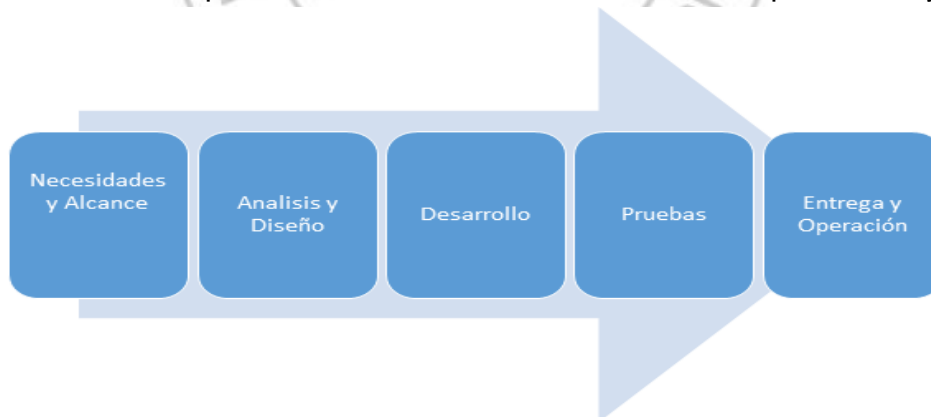 Necesidades
y Alcance
Analisis y
Diseño
Desarrollo
Pruebas
Entrega y
Operación